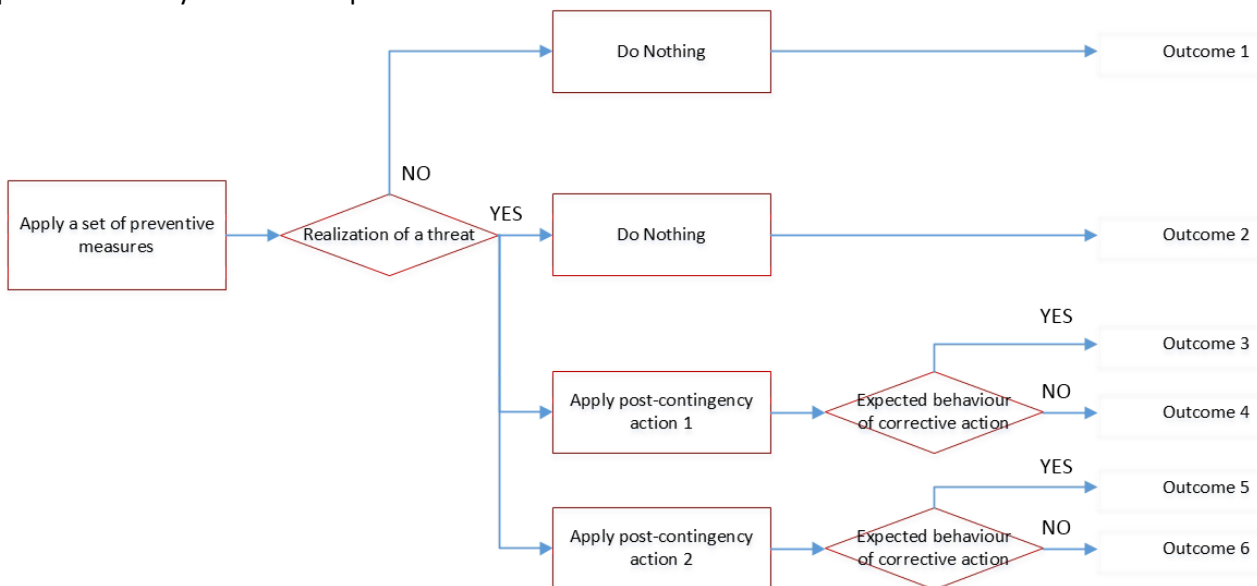 Do Nothing
Outcome 1
NO
Apply a set of preventive
measures
Realization of a threat
YES
Do Nothing
Outcome 2
YES
Outcome 3
Apply post-contingency
action 1
Expected behaviour
of corrective action
NO
Outcome 4
YES
Outcome 5
Apply post-contingency
action 2
Expected behaviour
of corrective action
NO
Outcome 6